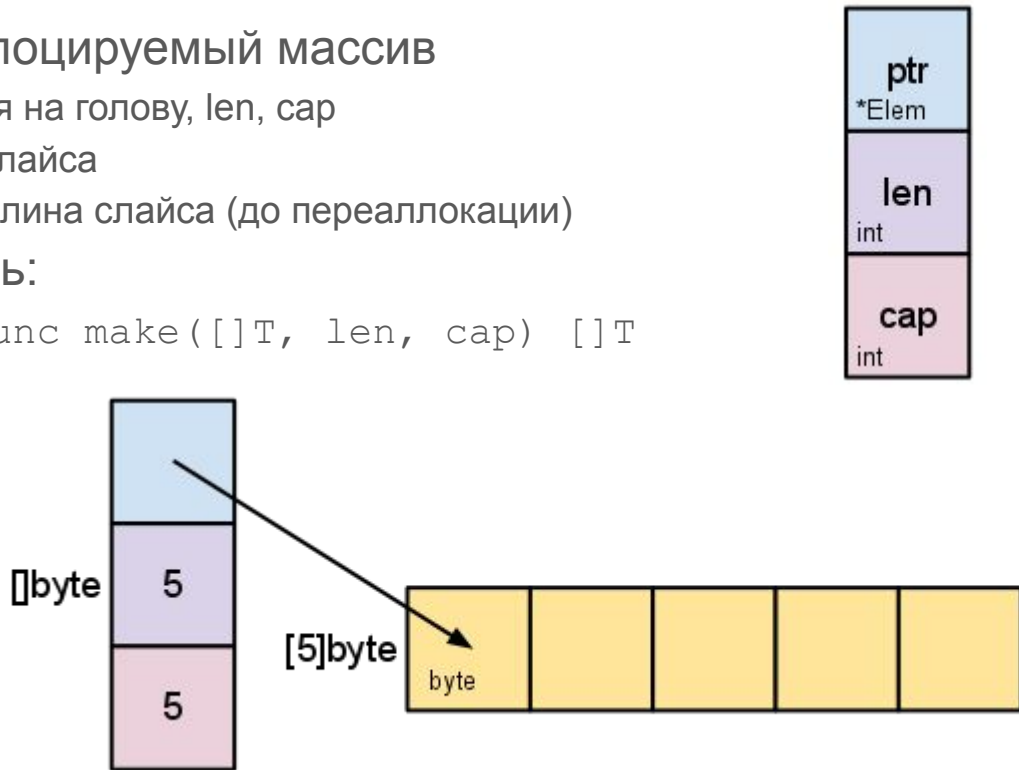 лоцируемый массив
я на голову, len, cap
лайса
лина слайса (до переаллокации)
ь:
unc make([]T, len, cap) []T
ptr
*Elem
len
int
cap
int
[]byte
5
5
[5]byte
byte